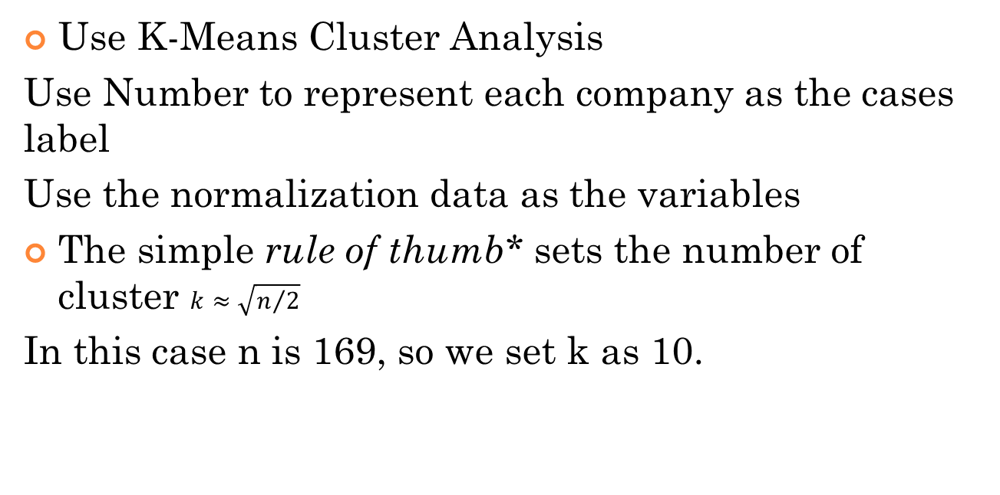 Use K-Means Cluster Analysis
Use Number to represent each company as the cases
label
Use the normalization data as the variables
The simple rule of thumb* sets the number of
cluster k ≈ √n/2
In this case n is 169, so we set k as 10.